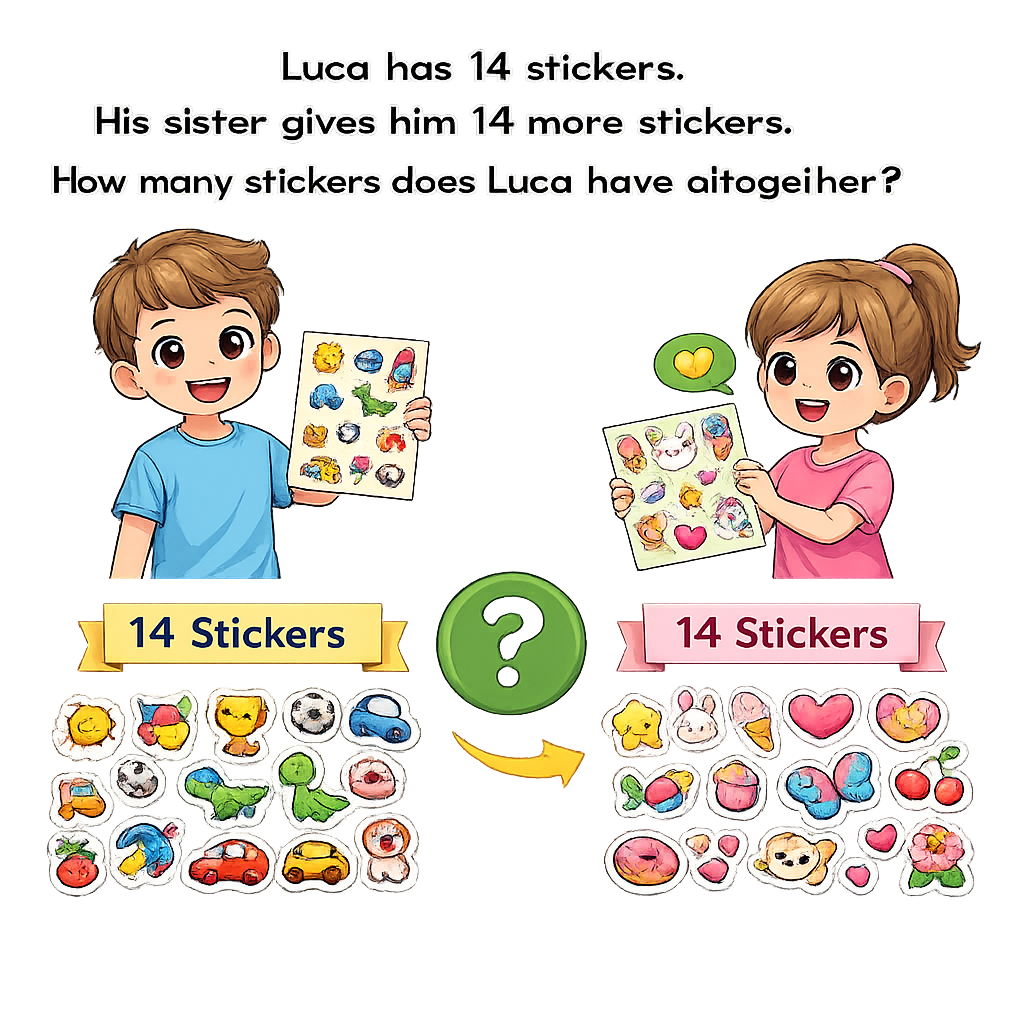 Luca has 14 stickers.
His sister gives him 14 more stickers.
How many stickers does Luca have aitogeiher?
14 Stickers
?
14 Stickers